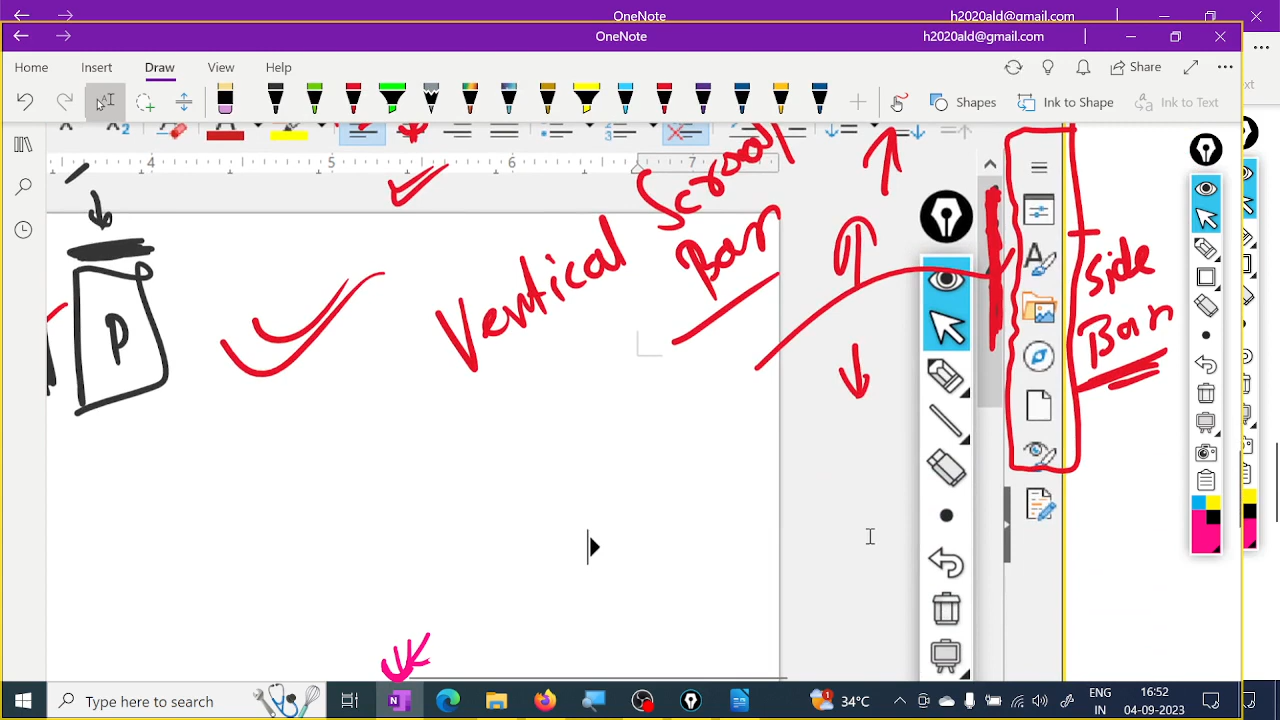 OneNote h2020ald@gmail.com
OneNote h2020ald@gmail.com
Home Insert Draw View Help Share
Shapes Ink to Shape Ink to Text
4 5 6 7
Vertical Scrool
Bar
P
Side
Bar
Type here to search
34°C
ENG
IN
16:52
04-09-2023